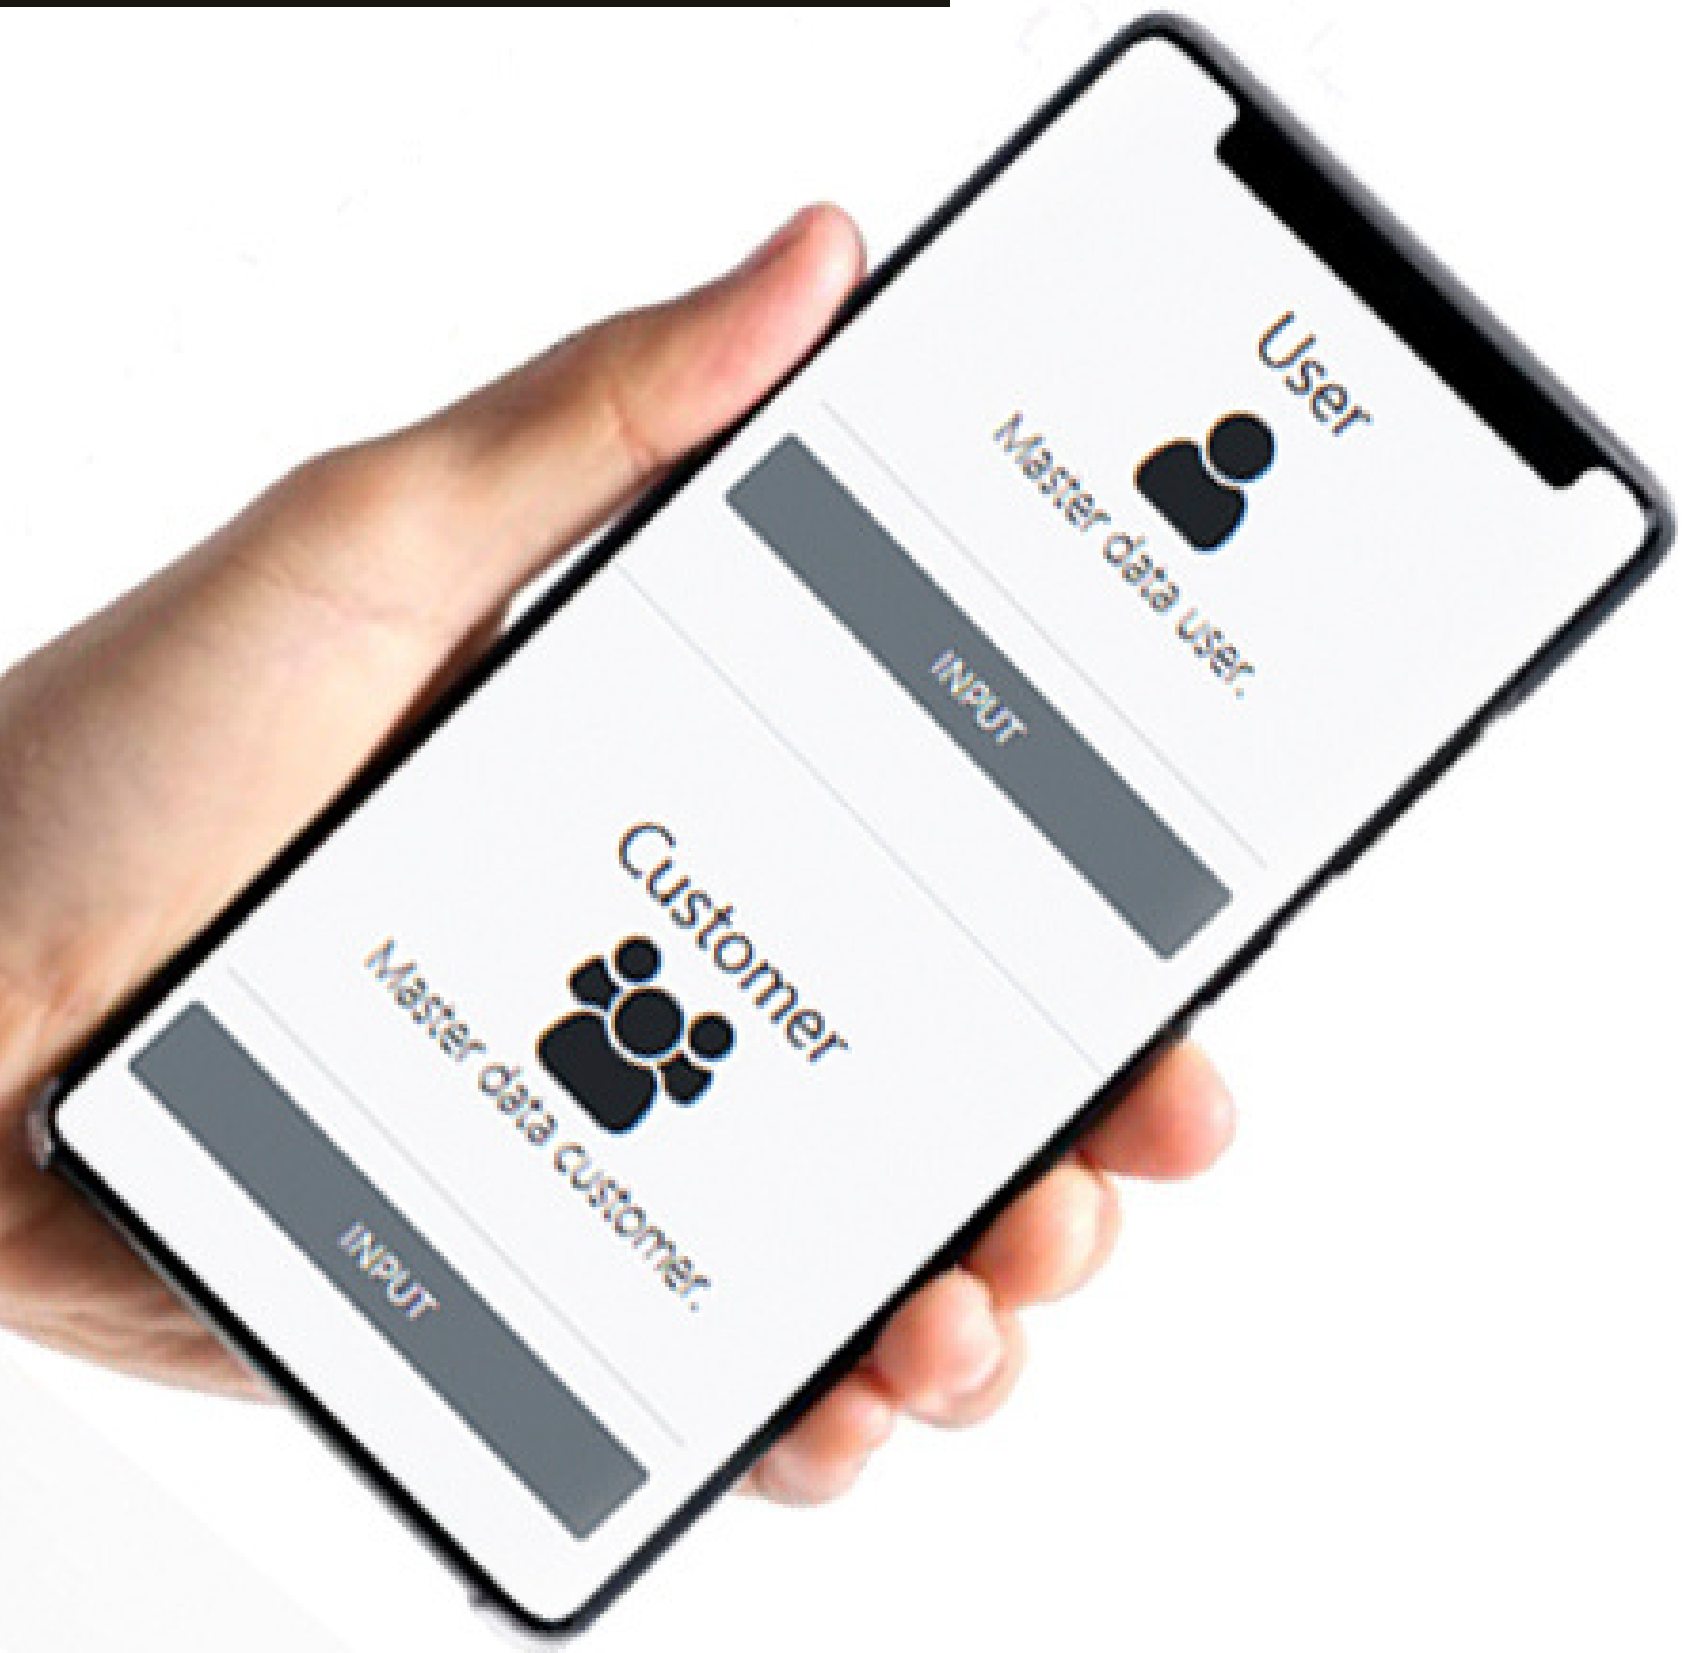 User
Master data user.
INPUT
Customer
Master data customer.
INPUT